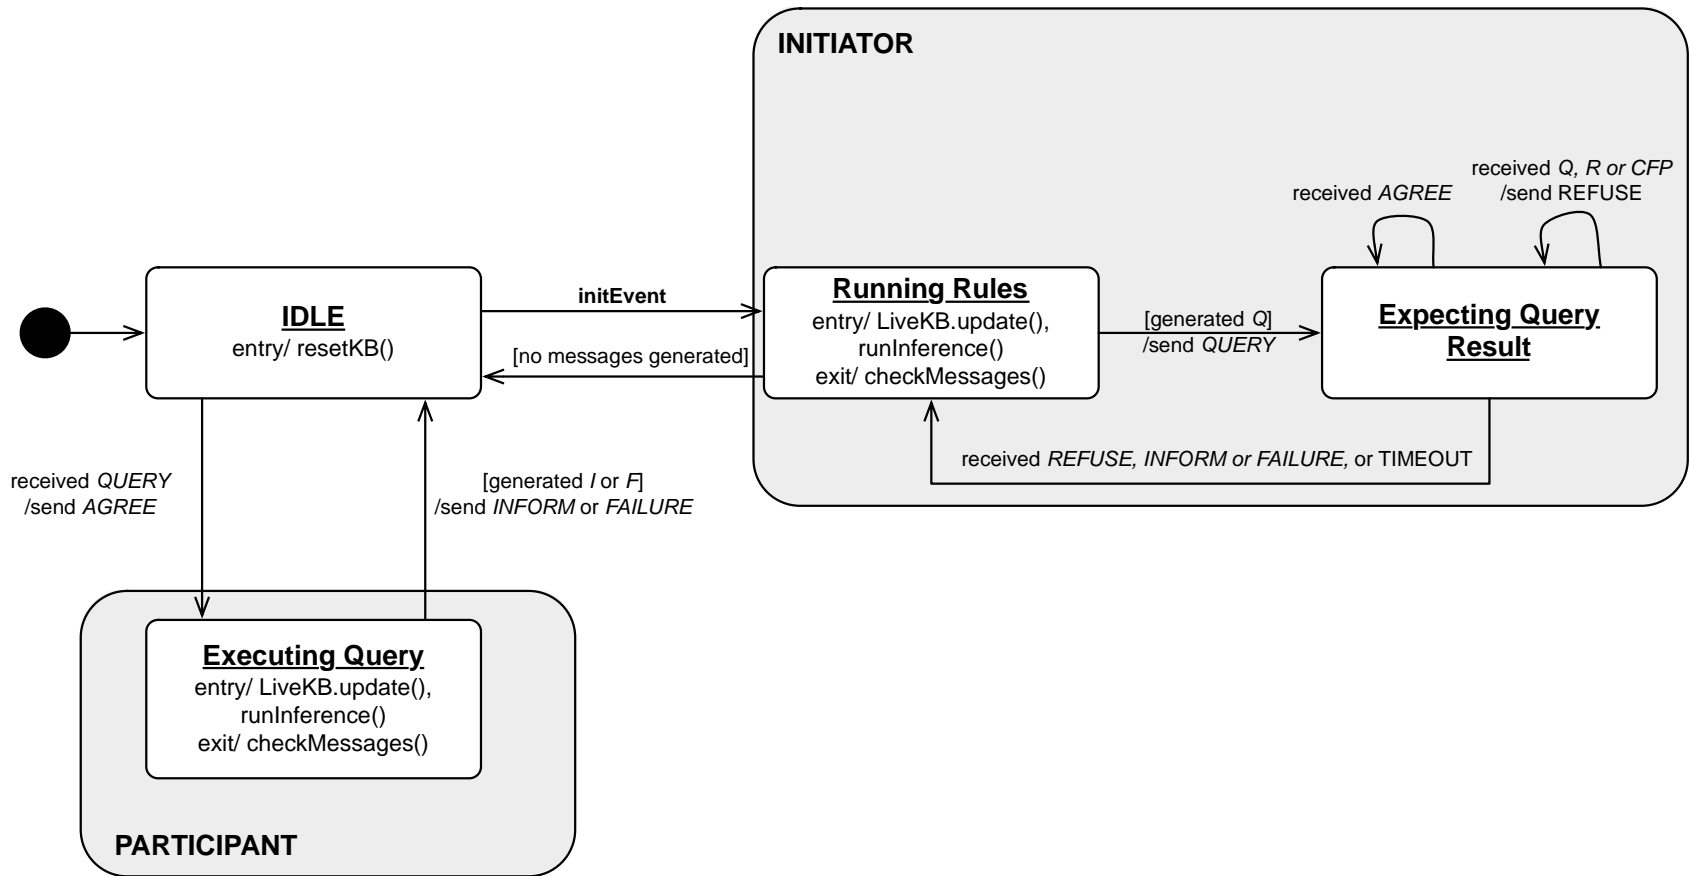 INITIATOR
received Q, R or CFP
/send REFUSE
received AGREE
IDLE
entry/ resetKB()
initEvent
[no messages generated]
Running Rules
entry/ LiveKB.update(),
runInference()
exit/ checkMessages()
[generated Q]
/send QUERY
Expecting Query
Result
received REFUSE, INFORM or FAILURE, or TIMEOUT
received QUERY
/send AGREE
[generated I or F]
/send INFORM or FAILURE
Executing Query
entry/ LiveKB.update(),
runInference()
exit/ checkMessages()
PARTICIPANT